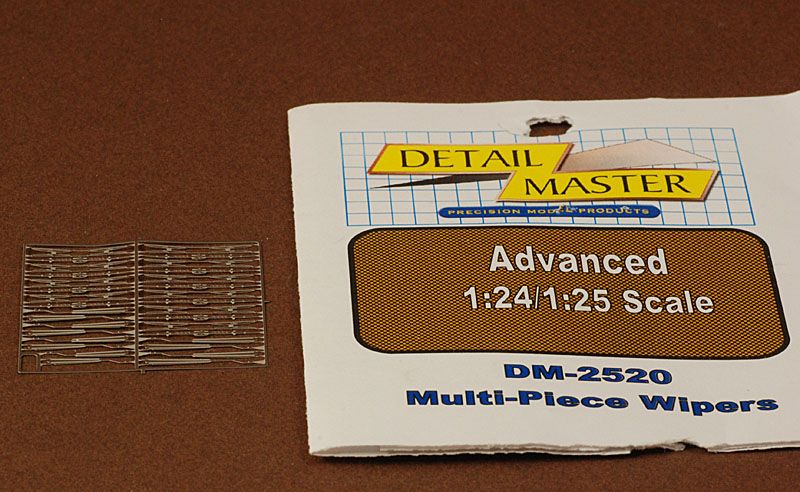 DETAIL
MASTER
PRECISION MODEL PRODUCTS
Advanced
1:24/1:25 Scale
DM-2520
Multi-Piece Wipers